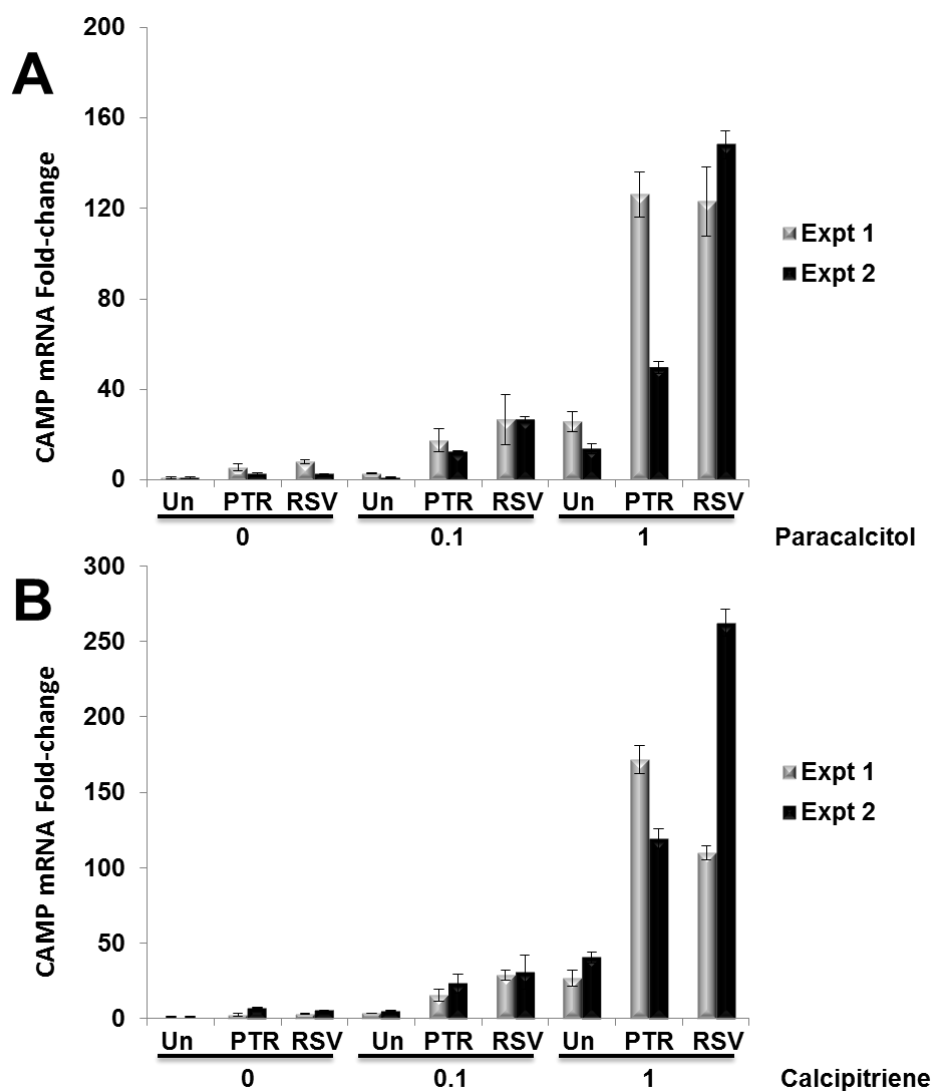 A
CAMP mRNA Fold-change
200
160
120
80
40
0
Un PTR RSV Un PTR RSV Un PTR RSV
0 0.1 1 Paracalcitol
Expt 1
Expt 2
B
CAMP mRNA Fold-change
300
250
200
150
100
50
0
Un PTR RSV Un PTR RSV Un PTR RSV
0 0.1 1 Calcipitriene
Expt 1
Expt 2